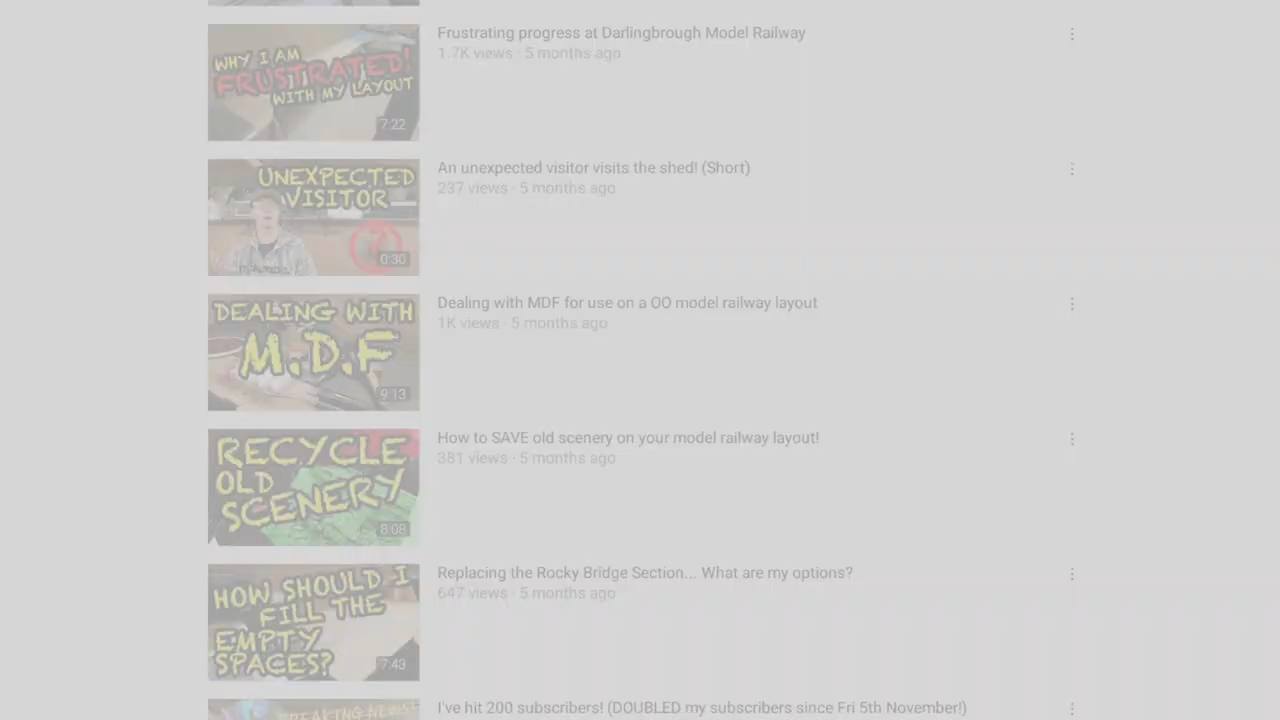 WHY I AM
FRUSTRATED!
WITH MY LAYOUT
7:22
Frustrating progress at Darlingbrough Model Railway
1.7K views · 5 months ago
UNEXPECTED
VISITOR
0:30
An unexpected visitor visits the shed! (Short)
237 views · 5 months ago
DEALING WITH
M.D.F
9:13
Dealing with MDF for use on a OO model railway layout
1K views · 5 months ago
RECYCLE
OLD
SCENERY
8:08
How to SAVE old scenery on your model railway layout!
381 views · 5 months ago
HOW SHOULD I
FILL THE
EMPTY
SPACES?
7:43
Replacing the Rocky Bridge Section... What are my options?
647 views · 5 months ago
BREAKING NEWS!
I've hit 200 subscribers! (DOUBLED my subscribers since Fri 5th November!)